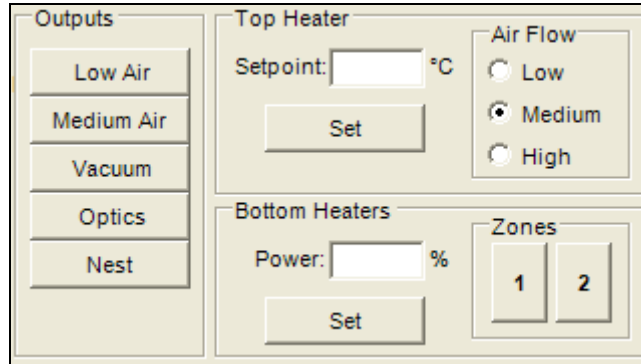 Outputs
Low Air
Medium Air
Vacuum
Optics
Nest
Top Heater
Setpoint: °C
Set
Air Flow
Low
Medium
High
Bottom Heaters
Power: %
Set
Zones
1 2